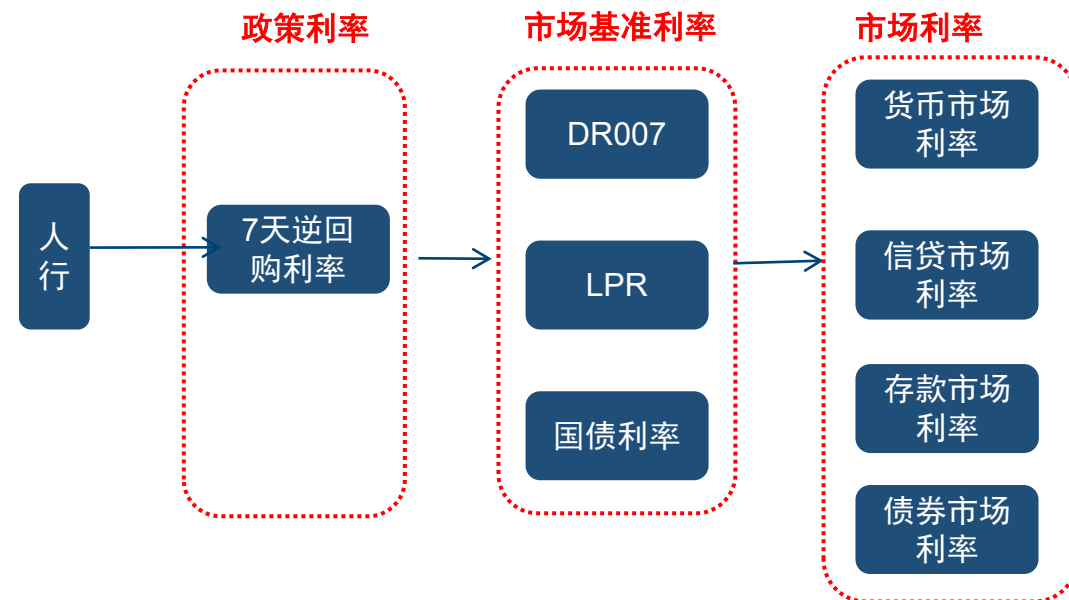 政策利率
市场基准利率
市场利率
人
行
7天逆回
购利率
DR007
LPR
国债利率
货币市场
利率
信贷市场
利率
存款市场
利率
债券市场
利率